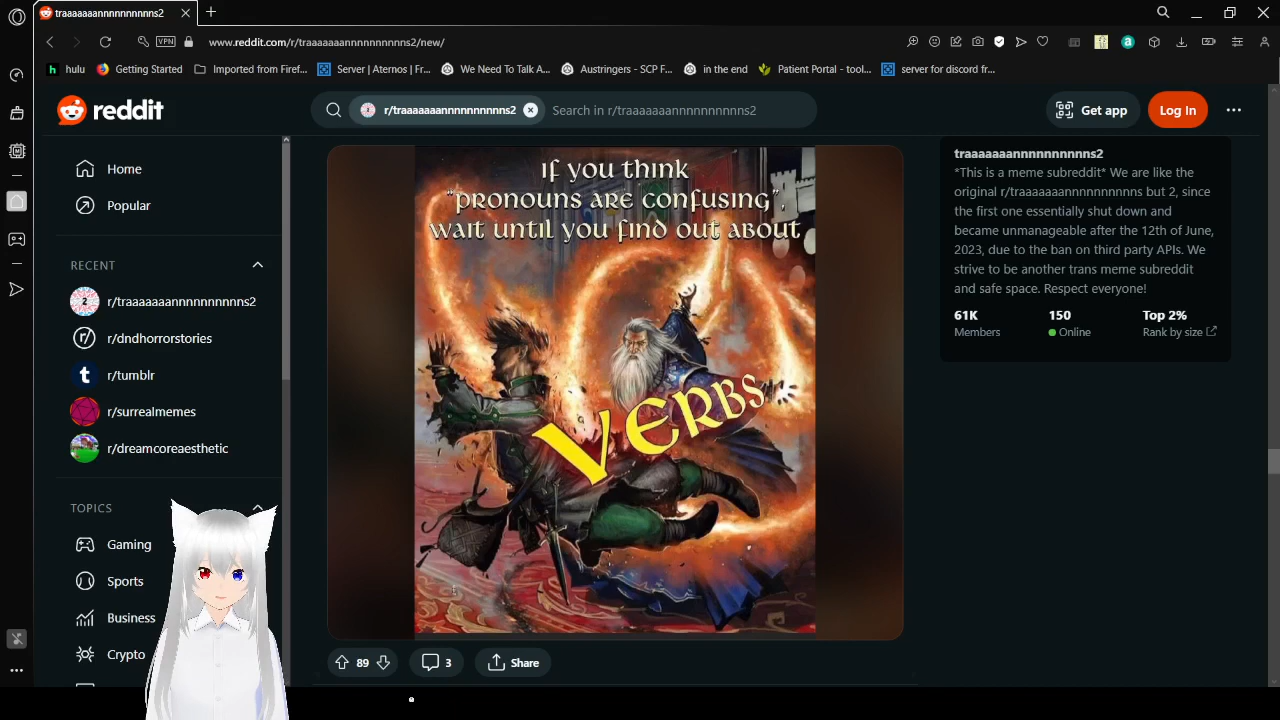 traaaaaaannnnnnnnnns2
VPN
www.reddit.com/r/traaaaaaannnnnnnnnns2/new/
hulu
Getting Started
Imported from Firef...
Server | Aternos | Fr...
We Need To Talk A...
Austringers - SCP F...
in the end
Patient Portal - tool...
server for discord fr...
reddit
r/traaaaaaannnnnnnnnns2
Search in r/traaaaaaannnnnnnnnns2
Get app
Log In
Home
Popular
RECENT
r/traaaaaaannnnnnnnnns2
r/dndhorrorstories
r/tumblr
r/surrealmemes
r/dreamcoreaesthetic
TOPICS
Gaming
Sports
Business
Crypto
If you think
"pronouns are confusing",
wait until you find out about
VERBS
89
3
Share
traaaaaaannnnnnnnnns2
*This is a meme subreddit* We are like the
original r/traaaaaaannnnnnnnnns but 2, since
the first one essentially shut down and
became unmanageable after the 12th of June,
2023, due to the ban on third party APIs. We
strive to be another trans meme subreddit
and safe space. Respect everyone!
61K
Members
150
Online
Top 2%
Rank by size